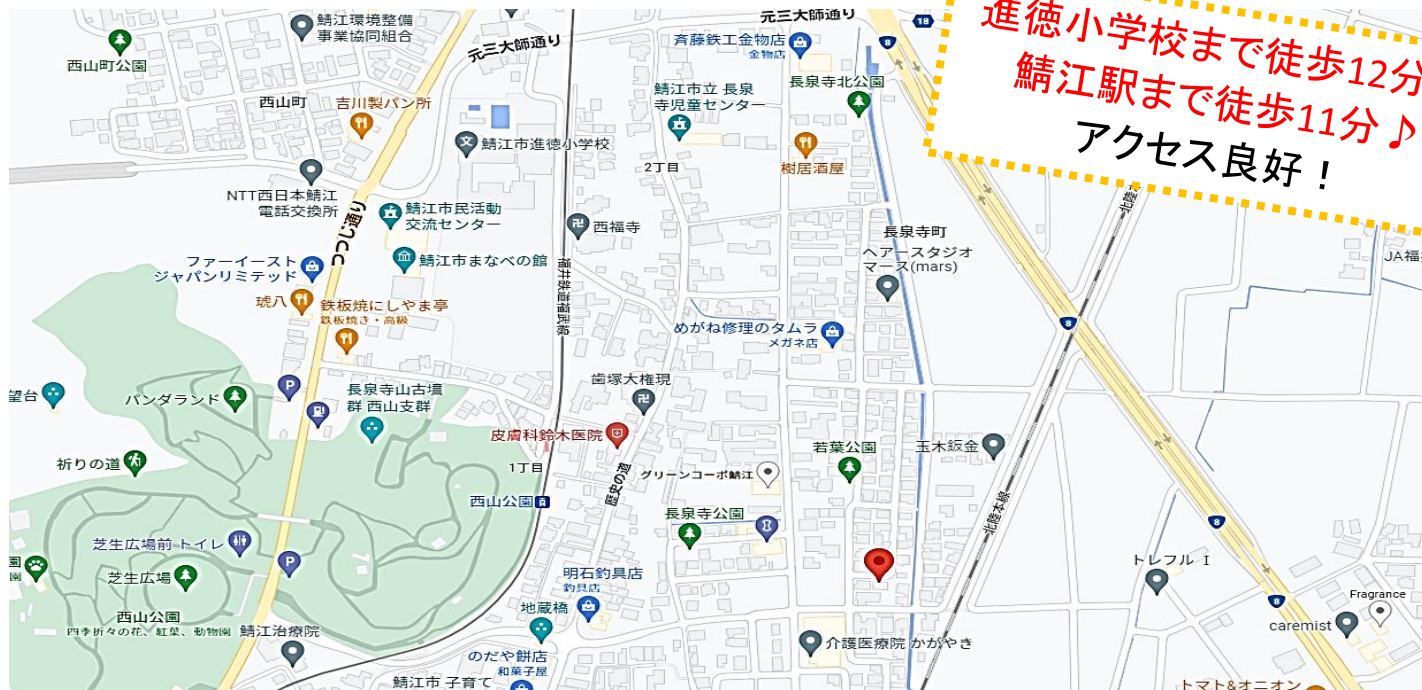 進徳小学校まで徒歩12分
鯖江駅まで徒歩11分♪
アクセス良好！
元三大師通り
18
8
鯖江環境整備
事業協同組合
西山町公園
元三大師通り
斉藤鉄工金物店
金物店
西山町
吉川製パン所
鯖江市立 長泉
寺児童センター
長泉寺北公園
鯖江市進徳小学校
2丁目
樹居酒屋
NTT西日本鯖江
電話交換所
つつじ通り
鯖江市民活動
交流センター
西福寺
長泉寺町
ヘアースタジオ
マース(mars)
JA福
ファーイースト
ジャパンリミテッド
鯖江市まなべの館
福井鉄道福武線
琥八
鉄板焼にしやま亭
鉄板焼き・高級
めがね修理のタムラ
メガネ店
8
歯塚大権現
望台
パンダランド
P
長泉寺山古墳
群 西山支群
皮膚科鈴木医院
若葉公園
玉木鈑金
祈りの道
1丁目
歴史の道
グリーンコーポ鯖江
西山公園
北陸本線
長泉寺公園
8
芝生広場前トイレ
P
園
園
芝生広場
明石釣具店
釣具店
トレフル Ⅰ
8
Fragrance
西山公園
四季折々の花、紅葉、動物園
地蔵橋
caremist
鯖江治療院
介護医療院 かがやき
のだや餅店
和菓子屋
鯖江市 子育て
トマト&オニオン